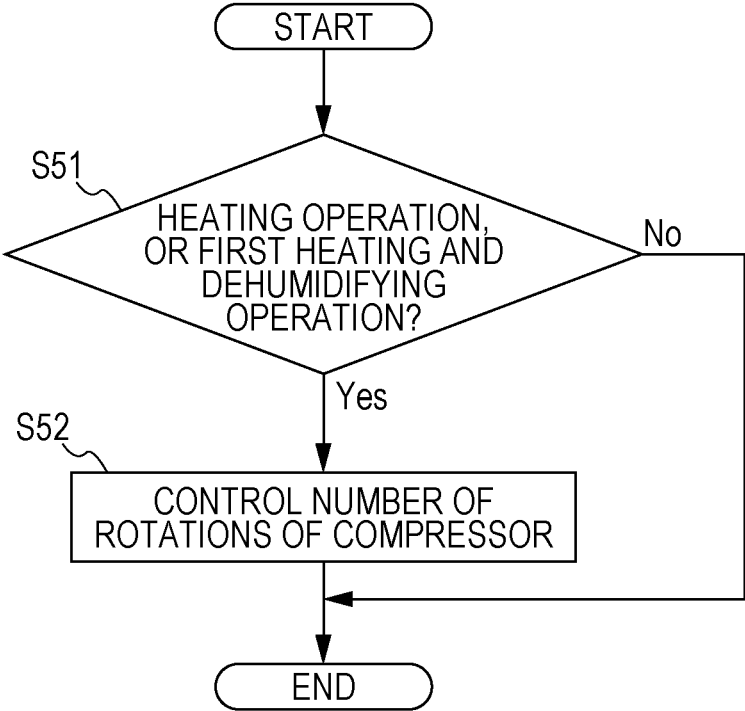 START
S51
HEATING OPERATION,
OR FIRST HEATING AND
DEHUMIDIFYING
OPERATION?
No
Yes
S52
CONTROL NUMBER OF
ROTATIONS OF COMPRESSOR
END